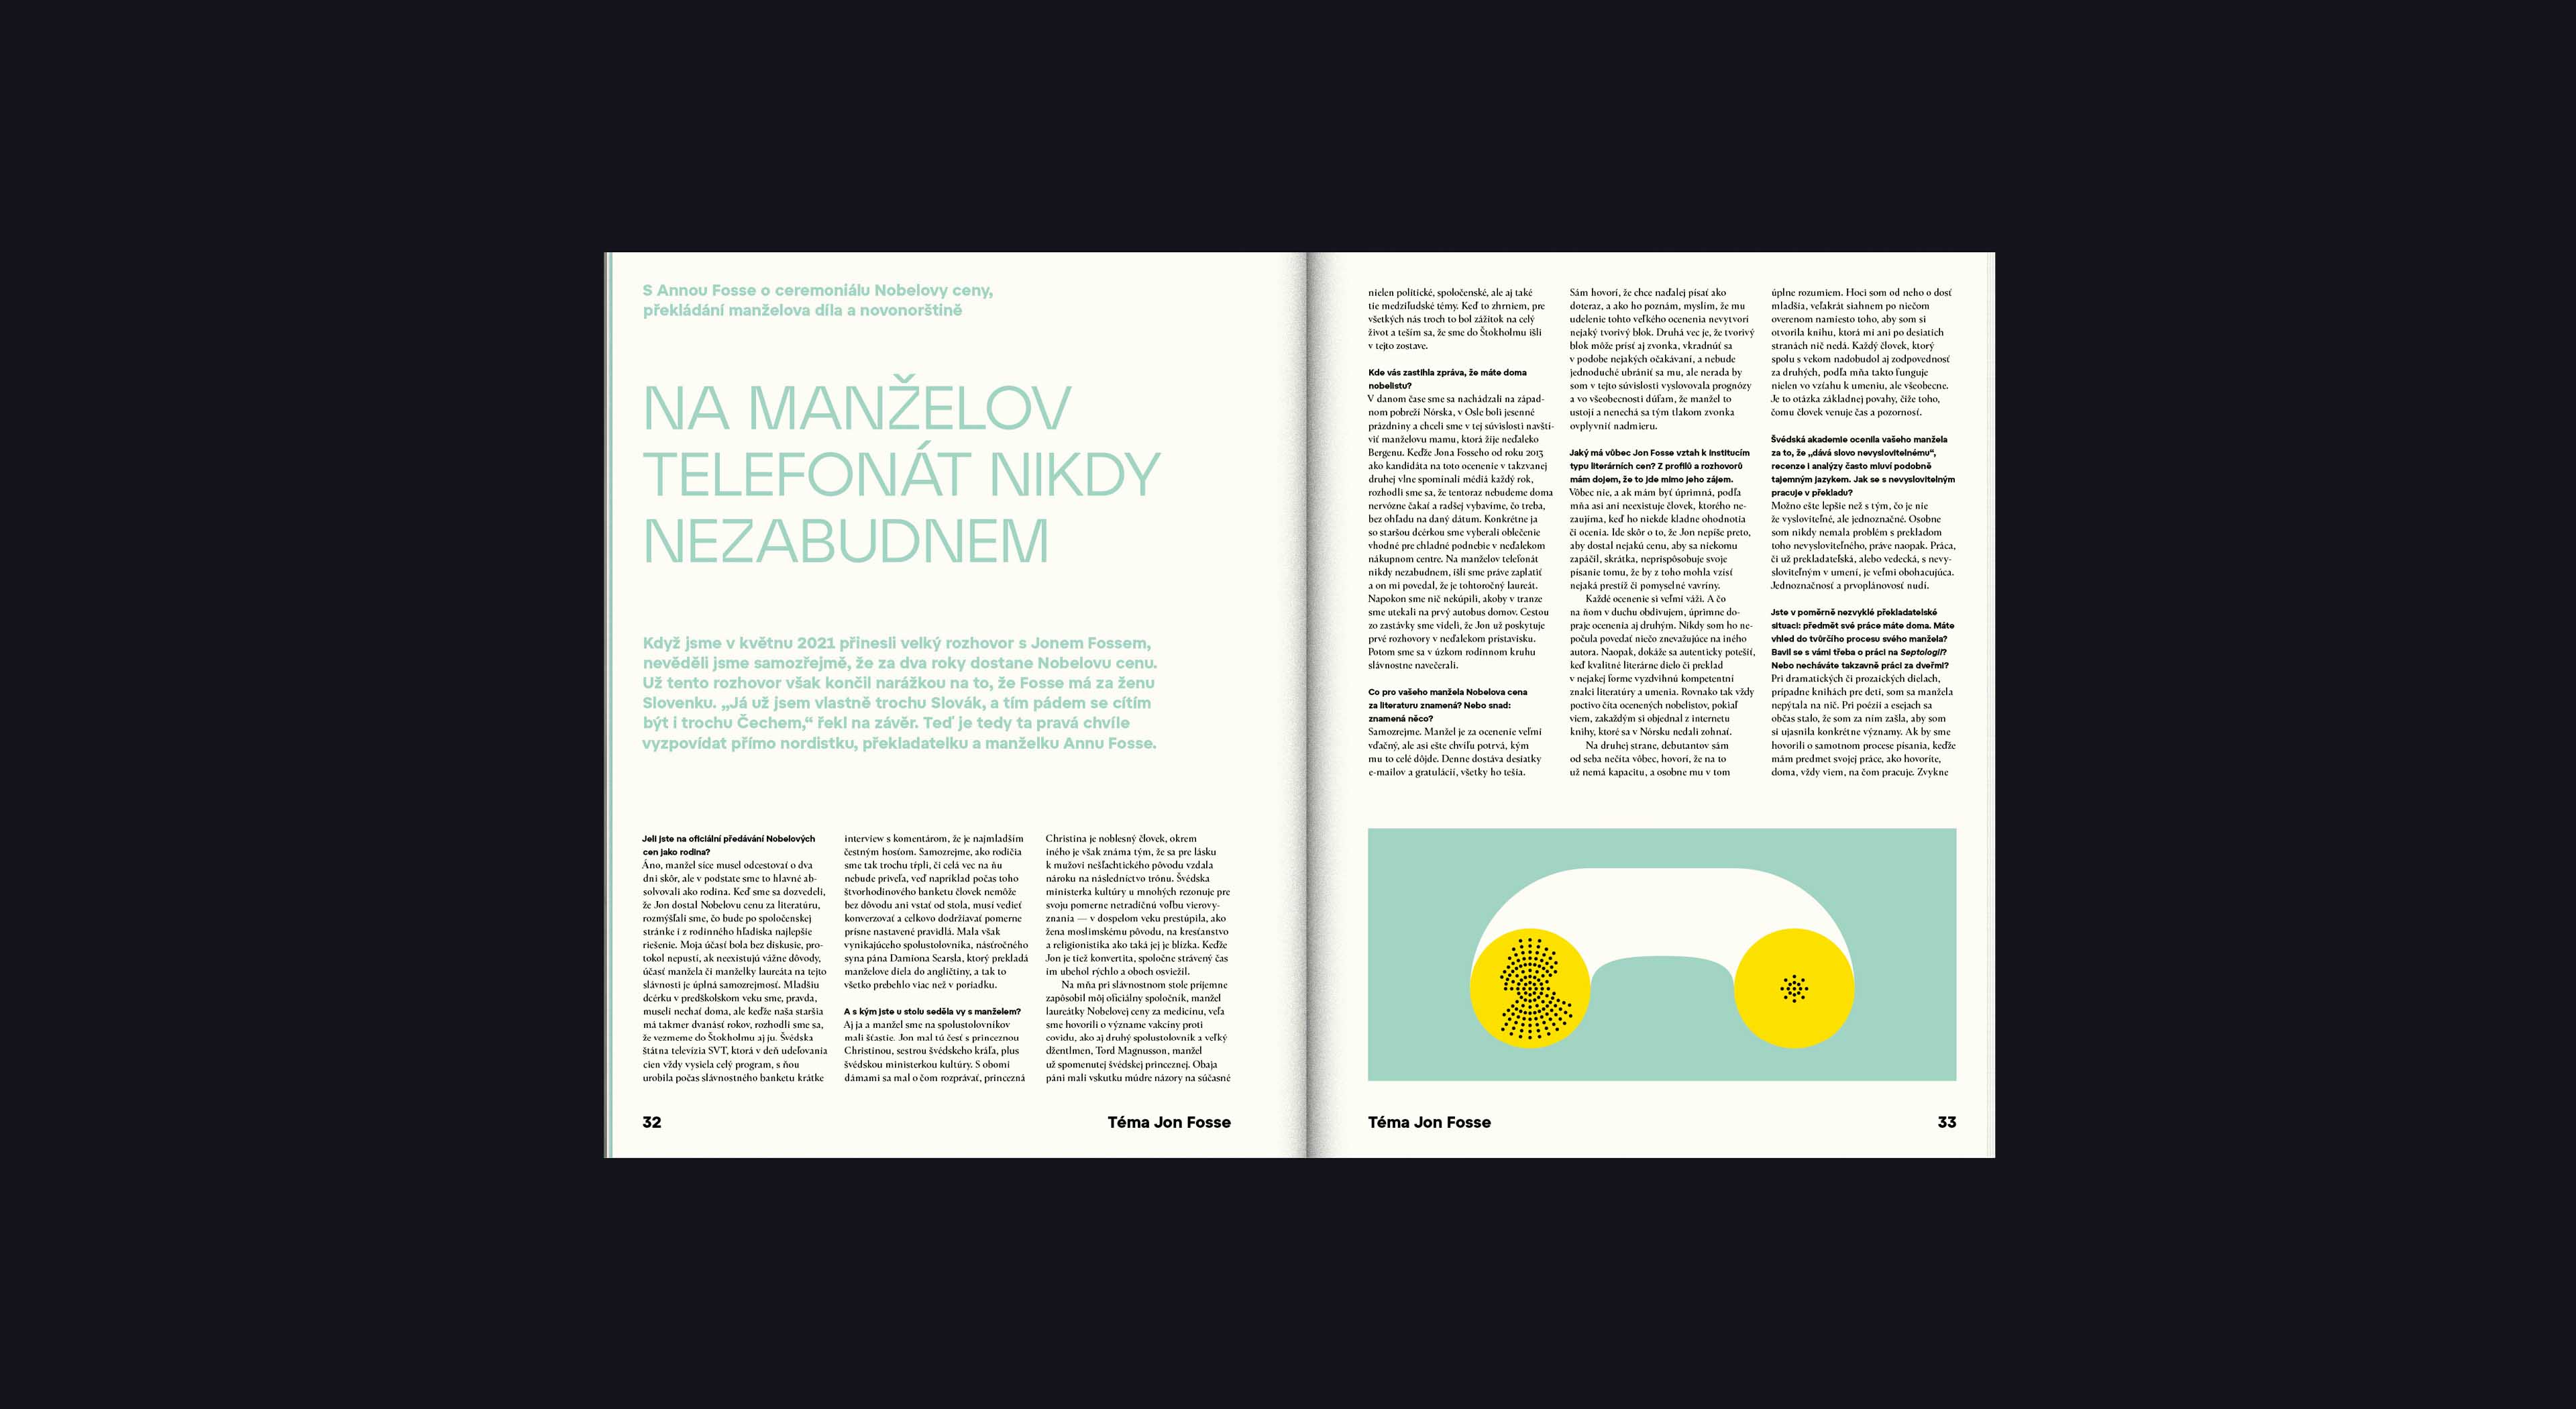 S Annou Fosse o ceremoniálu Nobelovy ceny,
překládání manželova díla a novonorštině
NA MANŽELOV
TELEFONÁT NIKDY
NEZABUDNEM
Když jsme v květnu 2021 přinesli velký rozhovor s Jonem Fossem,
nevěděli jsme samozřejmě, že za dva roky dostane Nobelovu cenu.
Už tento rozhovor však končil narážkou na to, že Fosse má za ženu
Slovenku. „Já už jsem vlastně trochu Slovák, a tím pádem se cítím
být i trochu Čechem,“ řekl na závěr. Teď je tedy ta pravá chvíle
vyzpovídat přímo nordistku, překladatelku a manželku Annu Fosse.
Jeli jste na oficiální předávání Nobelových
cen jako rodina?
Áno, manžel síce musel odcestovať o dva
dni skôr, ale v podstate sme to hlavné ab-
solvovali ako rodina. Keď sme sa dozvedeli,
že Jon dostal Nobelovu cenu za literatúru,
rozmýšľali sme, čo bude po spoločenskej
stránke i z rodinného hľadiska najlepšie
riešenie. Moja účasť bola bez diskusie, pro-
tokol nepustí, ak neexistujú vážne dôvody,
účasť manžela či manželky laureáta na tejto
slávnosti je úplná samozrejmosť. Mladšiu
dcérku v predškolskom veku sme, pravda,
museli nechať doma, ale keďže naša staršia
má takmer dvanásť rokov, rozhodli sme sa,
že vezmeme do Štokholmu aj ju. Švédska
štátna televízia SVT, ktorá v deň udeľovania
cien vždy vysiela celý program, s ňou
urobila počas slávnostného banketu krátke
interview s komentárom, že je najmladším
čestným hosťom. Samozrejme, ako rodičia
sme tak trochu tŕpli, či celá vec na ňu
nebude priveľa, veď napríklad počas toho
štvorhodinového banketu človek nemôže
bez dôvodu ani vstať od stola, musí vedieť
konverzovať a celkovo dodržiavať pomerne
prísne nastavené pravidlá. Mala však
vynikajúceho spolustolovníka, násťročného
syna pána Damiona Searsla, ktorý prekladá
manželove diela do angličtiny, a tak to
všetko prebehlo viac než v poriadku.
A s kým jste u stolu seděla vy s manželem?
Aj ja a manžel sme na spolustolovníkov
mali šťastie. Jon mal tú česť s princeznou
Christinou, sestrou švédskeho kráľa, plus
švédskou ministerkou kultúry. S obomi
dámami sa mal o čom rozprávať, princezná
Christina je noblesný človek, okrem
iného je však známa tým, že sa pre lásku
k mužovi nešľachtického pôvodu vzdala
nároku na následníctvo trónu. Švédska
ministerka kultúry u mnohých rezonuje pre
svoju pomerne netradičnú voľbu vierovy-
znania — v dospelom veku prestúpila, ako
žena moslimského pôvodu, na kresťanstvo
a religionistika ako taká jej je blízka. Keďže
Jon je tiež konvertita, spoločne strávený čas
im ubehol rýchlo a oboch osviežil.
Na mňa pri slávnostnom stole príjemne
zapôsobil môj oficiálny spoločník, manžel
laureátky Nobelovej ceny za medicínu, veľa
sme hovorili o význame vakcíny proti
covidu, ako aj druhý spolustolovník a veľký
džentlmen, Tord Magnusson, manžel
už spomenutej švédskej princeznej. Obaja
páni mali vskutku múdre názory na súčasné
32
Téma Jon Fosse
nielen politické, spoločenské, ale aj také
tie medziľudské témy. Keď to zhrniem, pre
všetkých nás troch to bol zážitok na celý
život a teším sa, že sme do Štokholmu išli
v tejto zostave.
Kde vás zastihla zpráva, že máte doma
nobelistu?
V danom čase sme sa nachádzali na západ-
nom pobreží Nórska, v Osle boli jesenné
prázdniny a chceli sme v tej súvislosti navští-
viť manželovu mamu, ktorá žije neďaleko
Bergenu. Keďže Jona Fosseho od roku 2013
ako kandidáta na toto ocenenie v takzvanej
druhej vlne spomínali médiá každý rok,
rozhodli sme sa, že tentoraz nebudeme doma
nervózne čakať a radšej vybavíme, čo treba,
bez ohľadu na daný dátum. Konkrétne ja
so staršou dcérkou sme vyberali oblečenie
vhodné pre chladné podnebie v neďalekom
nákupnom centre. Na manželov telefonát
nikdy nezabudnem, išli sme práve zaplatiť
a on mi povedal, že je tohtoročný laureát.
Napokon sme nič nekúpili, akoby v tranze
sme utekali na prvý autobus domov. Cestou
zo zastávky sme videli, že Jon už poskytuje
prvé rozhovory v neďalekom prístavisku.
Potom sme sa v úzkom rodinnom kruhu
slávnostne navečerali.
Co pro vašeho manžela Nobelova cena
za literaturu znamená? Nebo snad:
znamená něco?
Samozrejme. Manžel je za ocenenie veľmi
vďačný, ale asi ešte chvíľu potrvá, kým
mu to celé dôjde. Denne dostáva desiatky
e-mailov a gratulácií, všetky ho tešia.
Sám hovorí, že chce naďalej písať ako
doteraz, a ako ho poznám, myslím, že mu
udelenie tohto veľkého ocenenia nevytvorí
nejaký tvorivý blok. Druhá vec je, že tvorivý
blok môže prísť aj zvonka, vkradnúť sa
v podobe nejakých očakávaní, a nebude
jednoduché ubrániť sa mu, ale nerada by
som v tejto súvislosti vyslovovala prognózy
a vo všeobecnosti dúfam, že manžel to
ustojí a nenechá sa tým tlakom zvonka
ovplyvniť nadmieru.
Jaký má vůbec Jon Fosse vztah k institucím
typu literárních cen? Z profilů a rozhovorů
mám dojem, že to jde mimo jeho zájem.
Vôbec nie, a ak mám byť úprimná, podľa
mňa asi ani neexistuje človek, ktorého ne-
zaujíma, keď ho niekde kladne ohodnotia
či ocenia. Ide skôr o to, že Jon nepíše preto,
aby dostal nejakú cenu, aby sa niekomu
zapáčil, skrátka, neprispôsobuje svoje
písanie tomu, že by z toho mohla vzísť
nejaká prestíž či pomyselné vavríny.
Každé ocenenie si veľmi váži. A čo
na ňom v duchu obdivujem, úprimne do-
praje ocenenia aj druhým. Nikdy som ho ne-
počula povedať niečo znevažujúce na iného
autora. Naopak, dokáže sa autenticky potešiť,
keď kvalitné literárne dielo či preklad
v nejakej forme vyzdvihnú kompetentní
znalci literatúry a umenia. Rovnako tak vždy
poctivo číta ocenených nobelistov, pokiaľ
viem, zakaždým si objednal z internetu
knihy, ktoré sa v Nórsku nedali zohnať.
Na druhej strane, debutantov sám
od seba nečíta vôbec, hovorí, že na to
už nemá kapacitu, a osobne mu v tom
úplne rozumiem. Hoci som od neho o dosť
mladšia, veľakrát siahnem po niečom
overenom namiesto toho, aby som si
otvorila knihu, ktorá mi ani po desiatich
stranách nič nedá. Každý človek, ktorý
spolu s vekom nadobudol aj zodpovednosť
za druhých, podľa mňa takto funguje
nielen vo vzťahu k umeniu, ale všeobecne.
Je to otázka základnej povahy, čiže toho,
čomu človek venuje čas a pozornosť.
Švédská akademie ocenila vašeho manžela
za to, že „dává slovo nevyslovitelnému“,
recenze i analýzy často mluví podobně
tajemným jazykem. Jak se s nevyslovitelným
pracuje v překladu?
Možno ešte lepšie než s tým, čo je nie
že vysloviteľné, ale jednoznačné. Osobne
som nikdy nemala problém s prekladom
toho nevysloviteľného, práve naopak. Práca,
či už prekladateľská, alebo vedecká, s nevy-
sloviteľným v umení, je veľmi obohacujúca.
Jednoznačnosť a prvoplánovosť nudí.
Jste v poměrně nezvyklé překladatelské
situaci: předmět své práce máte doma. Máte
vhled do tvůrčího procesu svého manžela?
Bavil se s vámi třeba o práci na Septologii?
Nebo necháváte takzvaně práci za dveřmi?
Pri dramatických či prozaických dielach,
prípadne knihách pre deti, som sa manžela
nepýtala na nič. Pri poézii a esejach sa
občas stalo, že som za ním zašla, aby som
si ujasnila konkrétne významy. Ak by sme
hovorili o samotnom procese písania, keďže
mám predmet svojej práce, ako hovoríte,
doma, vždy viem, na čom pracuje. Zvykne
Téma Jon Fosse
33